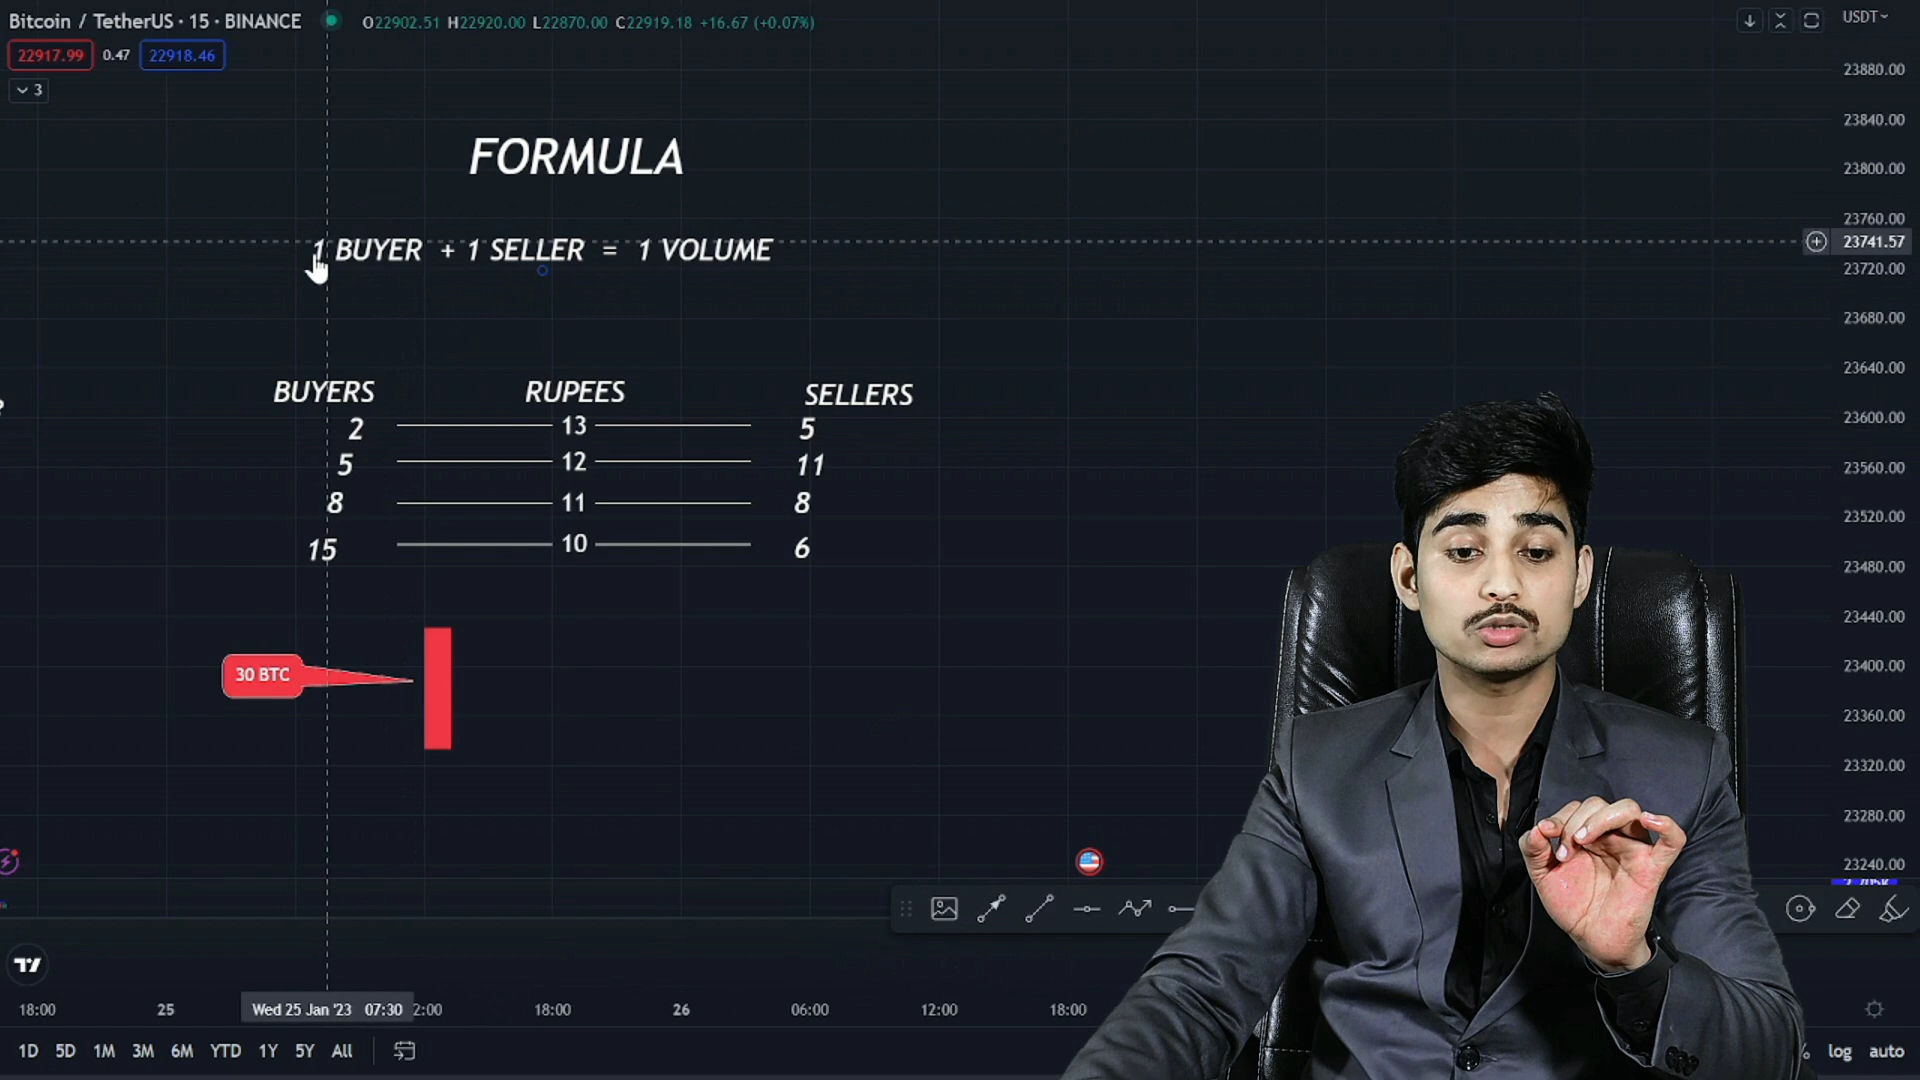 Bitcoin / TetherUS · 15 · BINANCE O22902.51 H22920.00 L22870.00 C22919.18 +16.67 (+0.07%)
USDT
22917.99 0.47 22918.46
3
FORMULA
1 BUYER + 1 SELLER = 1 VOLUME
BUYERS RUPEES SELLERS
2 13 5
5 12 11
8 11 8
15 10 6
30 BTC
23880.00
23840.00
23800.00
23760.00
23741.57
23720.00
23680.00
23640.00
23600.00
23560.00
23520.00
23480.00
23440.00
23400.00
23360.00
23320.00
23280.00
23240.00
18:00 25 Wed 25 Jan '23 07:30 2:00 18:00 26 06:00 12:00 18:00
1D 5D 1M 3M 6M YTD 1Y 5Y All
% log auto